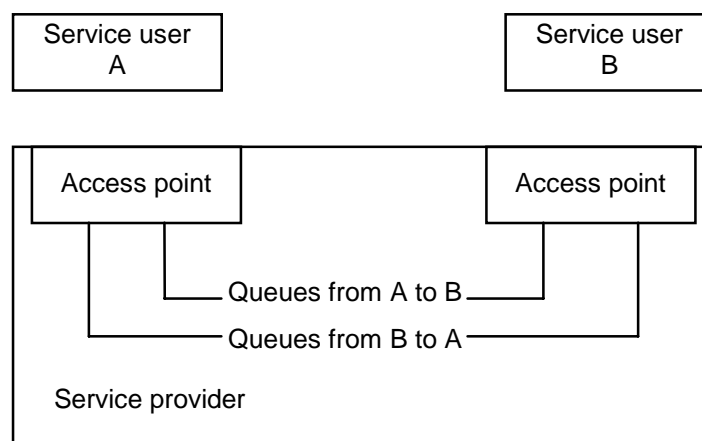 Service user
A
Service user
B
Access point
Access point
Queues from A to B
Queues from B to A
Service provider